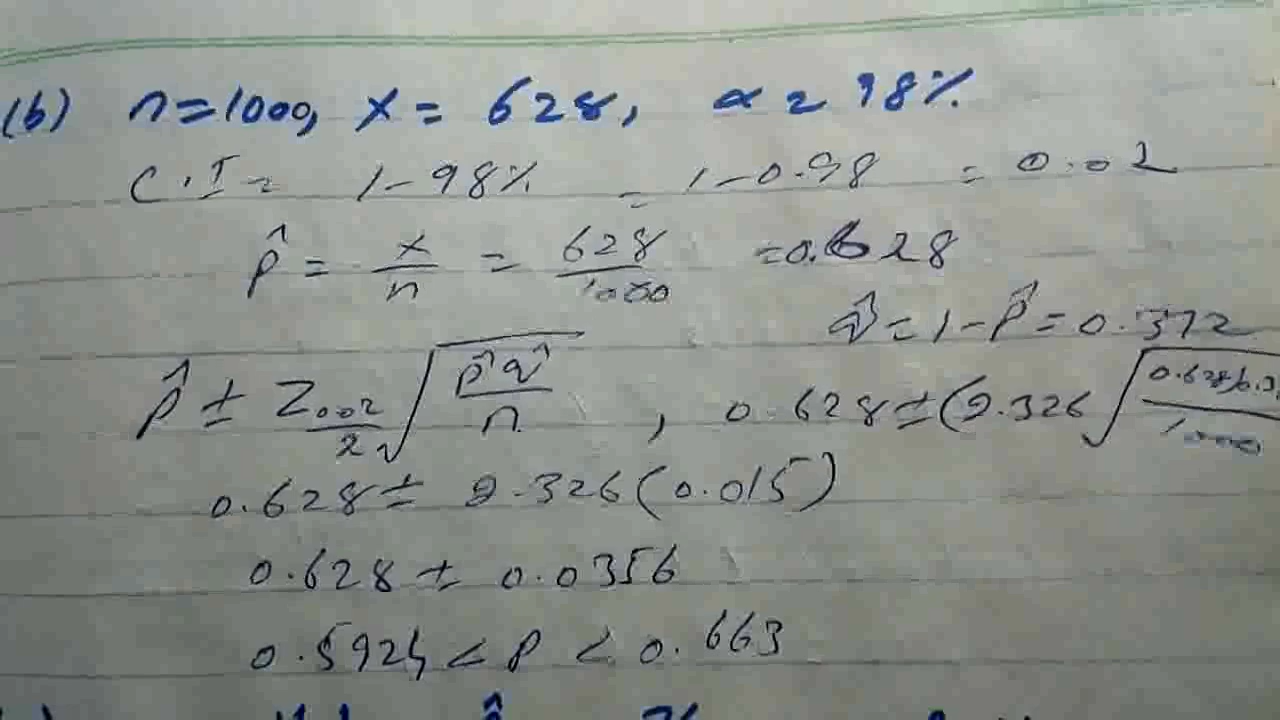 (b) n=1000, x = 628, α = 98%
C.I = 1-98% = 1-0.98 = 0.02
p̂ = x/n = 628/1000 = 0.628
q̂ = 1-p̂ = 0.372
p̂ ± Z0.02/2 √(p̂q̂/n) , 0.628 ± (2.326 √(0.628)(0.3/1000
0.628 ± 2.326(0.015)
0.628 ± 0.0356
0.5924 < P < 0.663